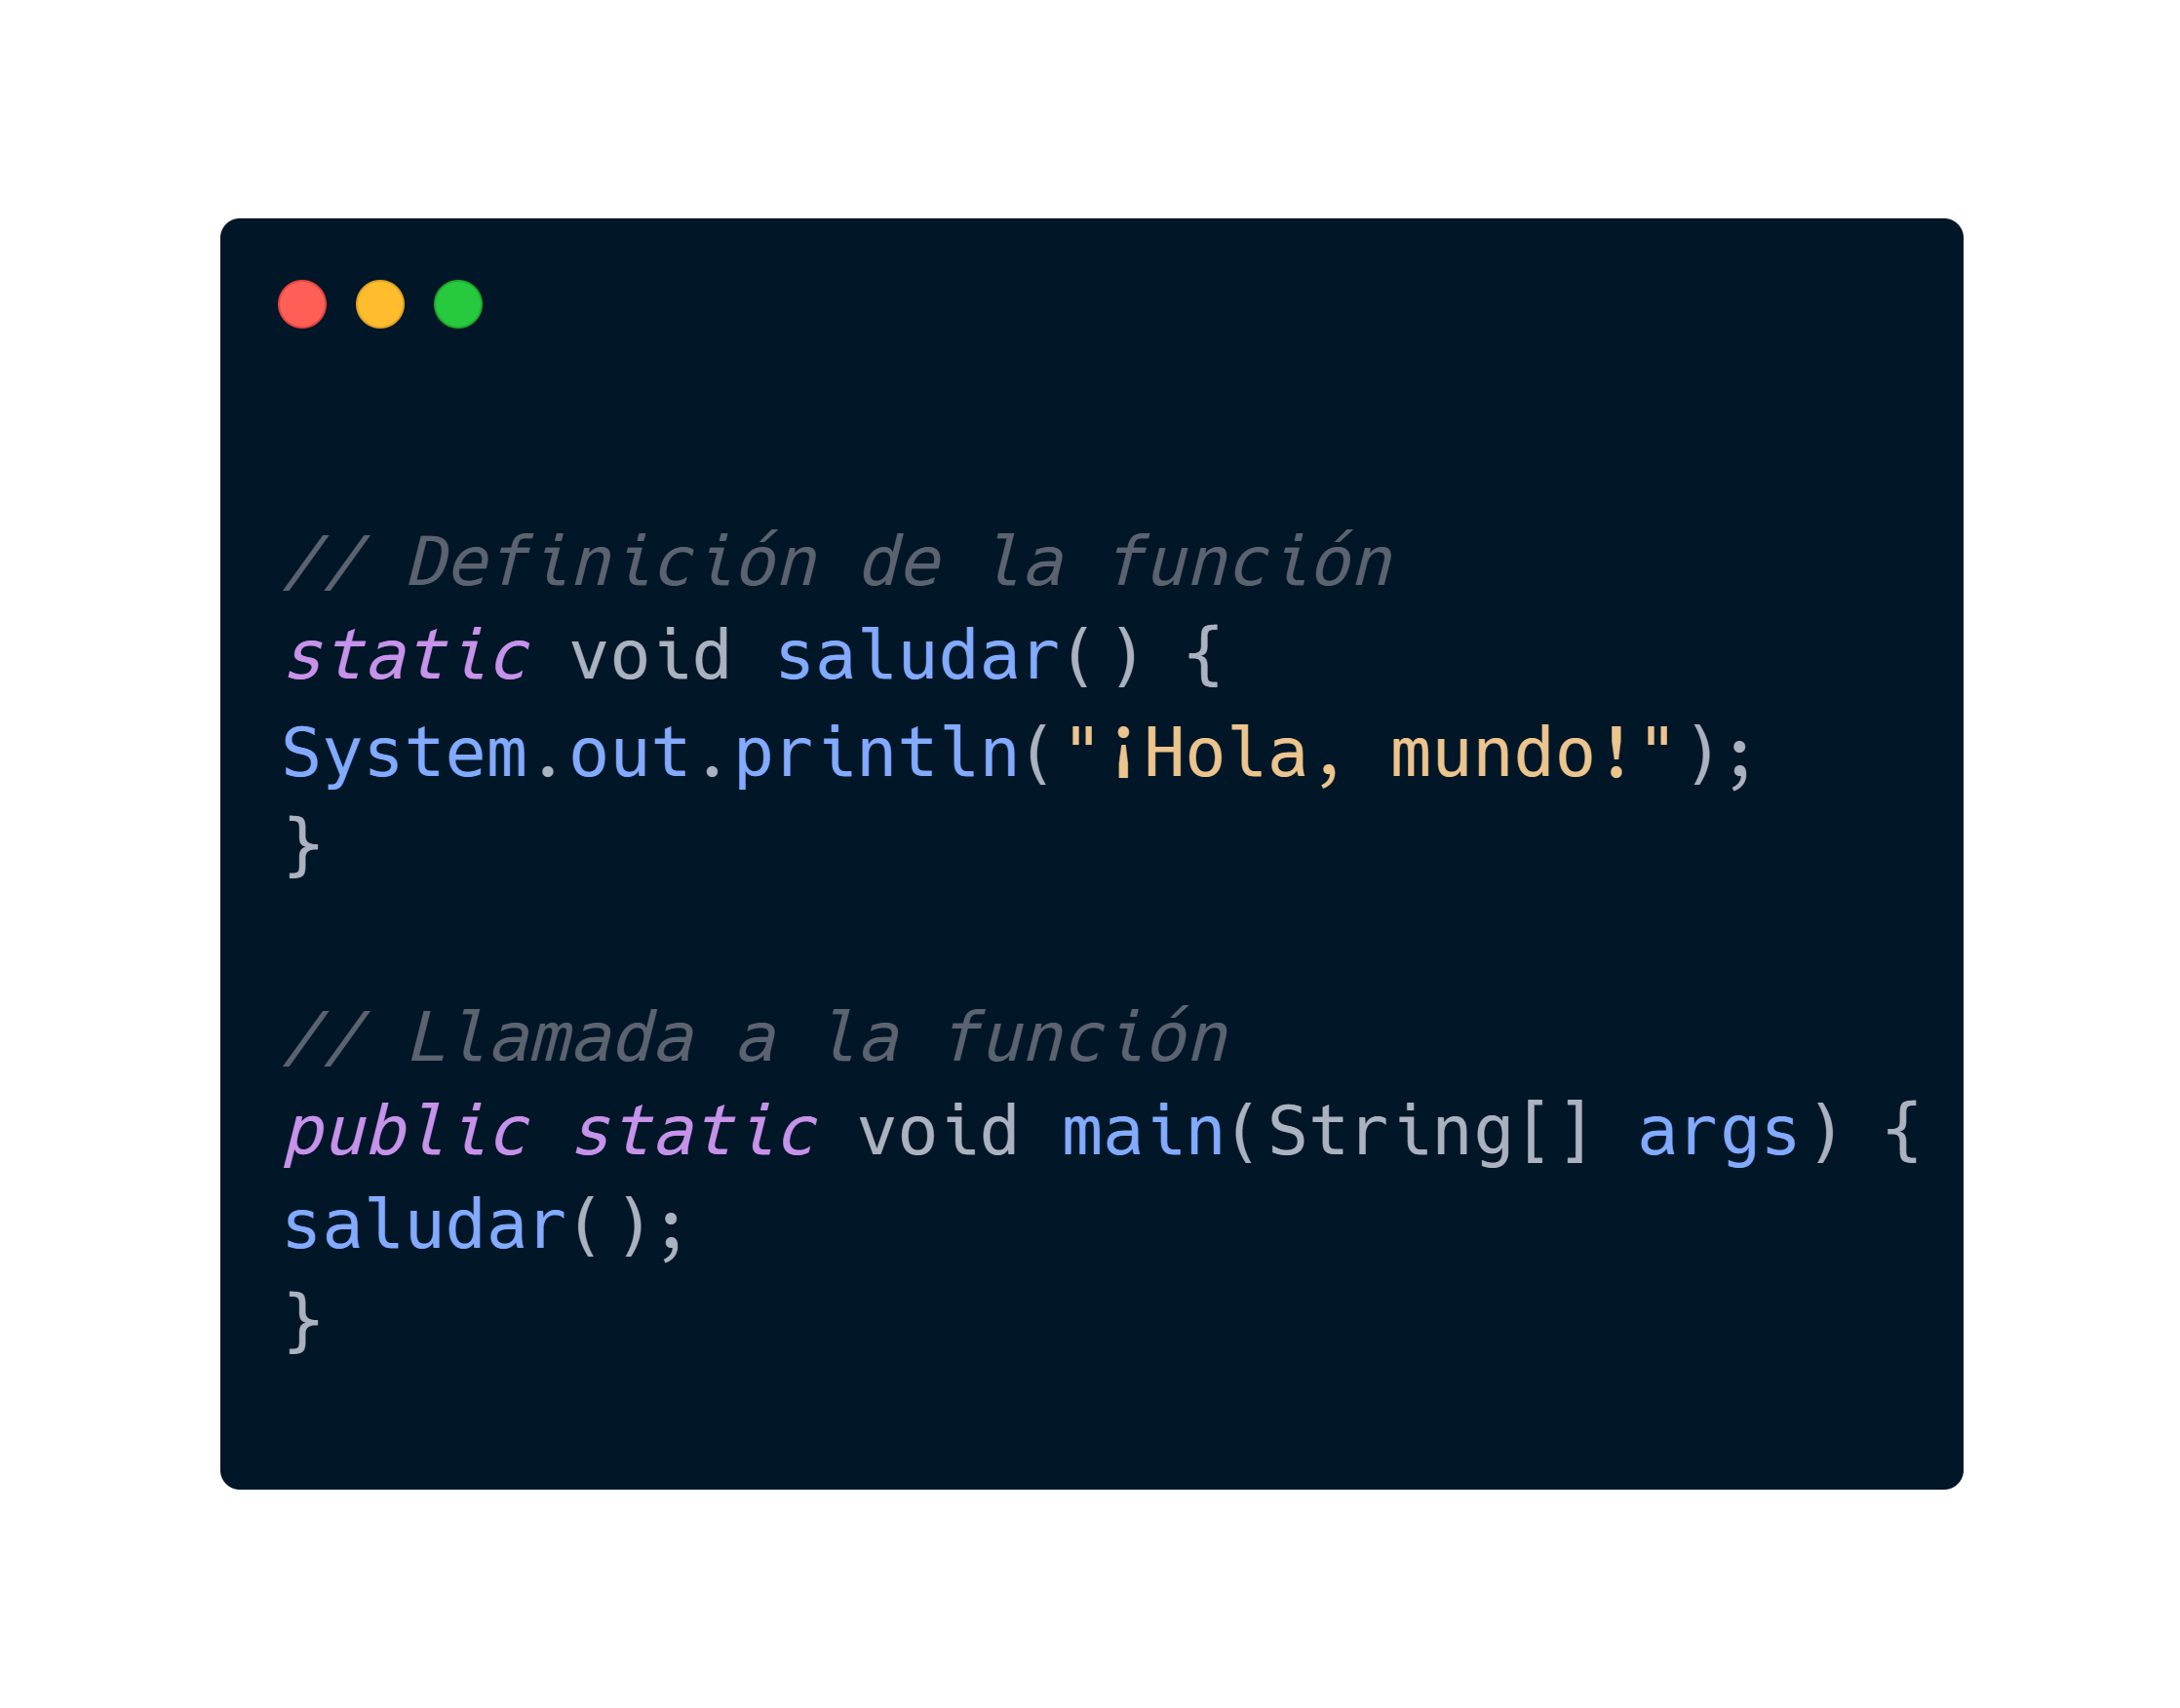 // Definición de la función
static void saludar() {
System.out.println("¡Hola, mundo!");
}
// Llamada a la función
public static void main(String[] args) {
saludar();
}